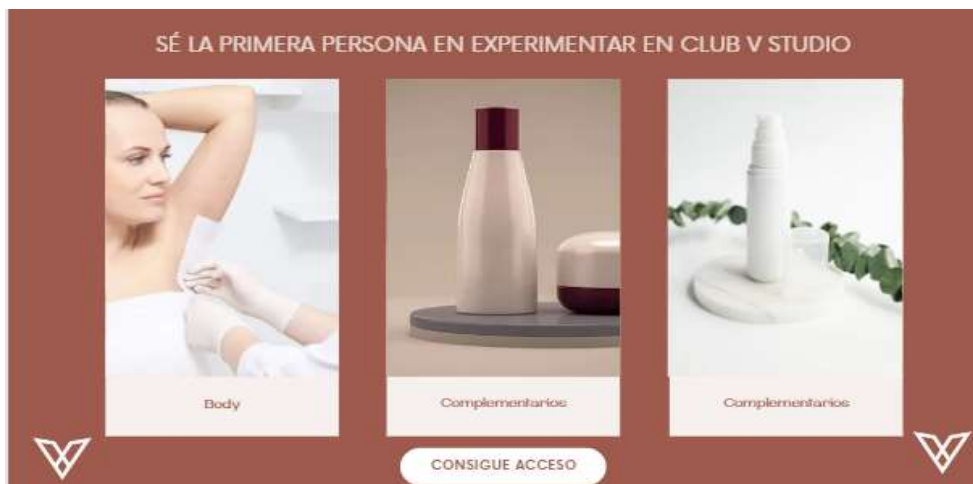 SÉ LA PRIMERA PERSONA EN EXPERIMENTAR EN CLUB V STUDIO
Body
Complementarios
Complementarios
CONSIGUE ACCESO